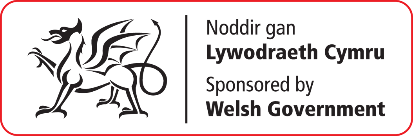 Noddir gan
Lywodraeth Cymru
Sponsored by
Welsh Government